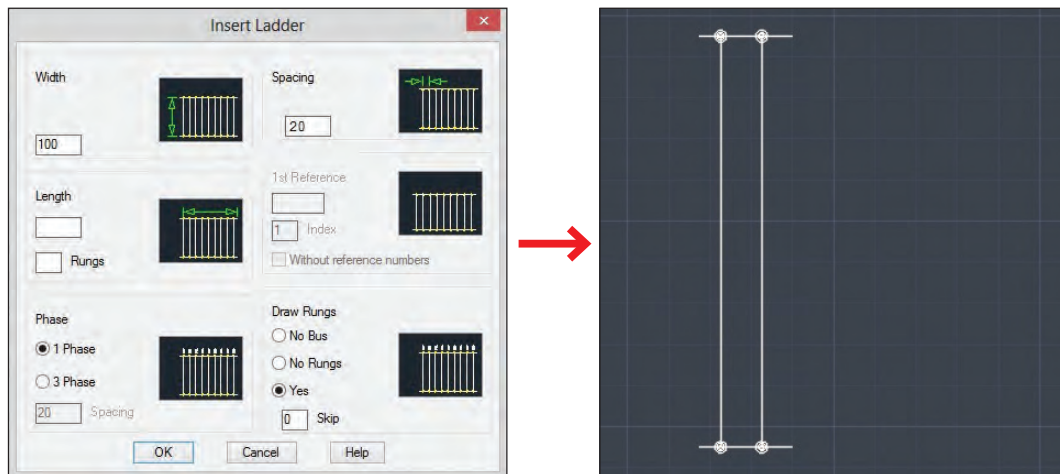 Insert Ladder
Width
100
Spacing
20
Length
Rungs
1st Reference
1 Index
Without reference numbers
Phase
1 Phase
3 Phase
20 Spacing
Draw Rungs
No Bus
No Rungs
Yes
0 Skip
OK Cancel Help